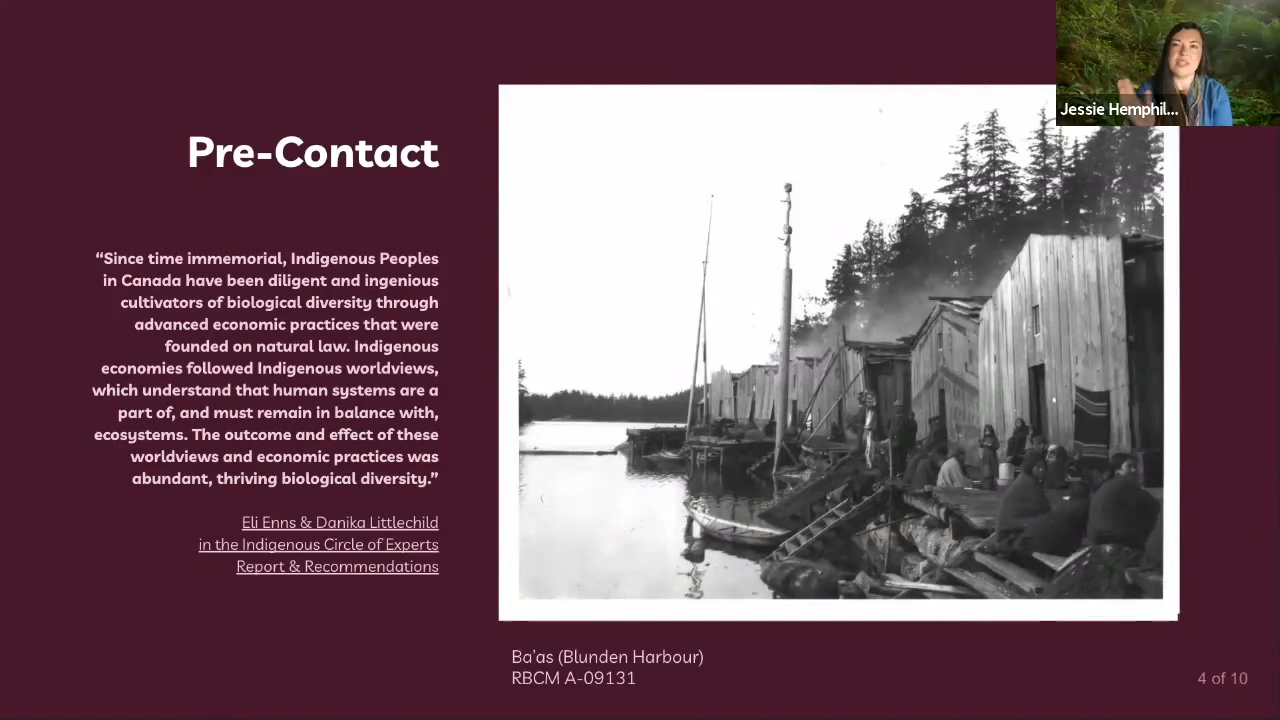 Jessie Hemphil...
Pre-Contact
“Since time immemorial, Indigenous Peoples
in Canada have been diligent and ingenious
cultivators of biological diversity through
advanced economic practices that were
founded on natural law. Indigenous
economies followed Indigenous worldviews,
which understand that human systems are a
part of, and must remain in balance with,
ecosystems. The outcome and effect of these
worldviews and economic practices was
abundant, thriving biological diversity.”
Eli Enns & Danika Littlechild
in the Indigenous Circle of Experts
Report & Recommendations
Ba’as (Blunden Harbour)
RBCM A-09131
4 of 10